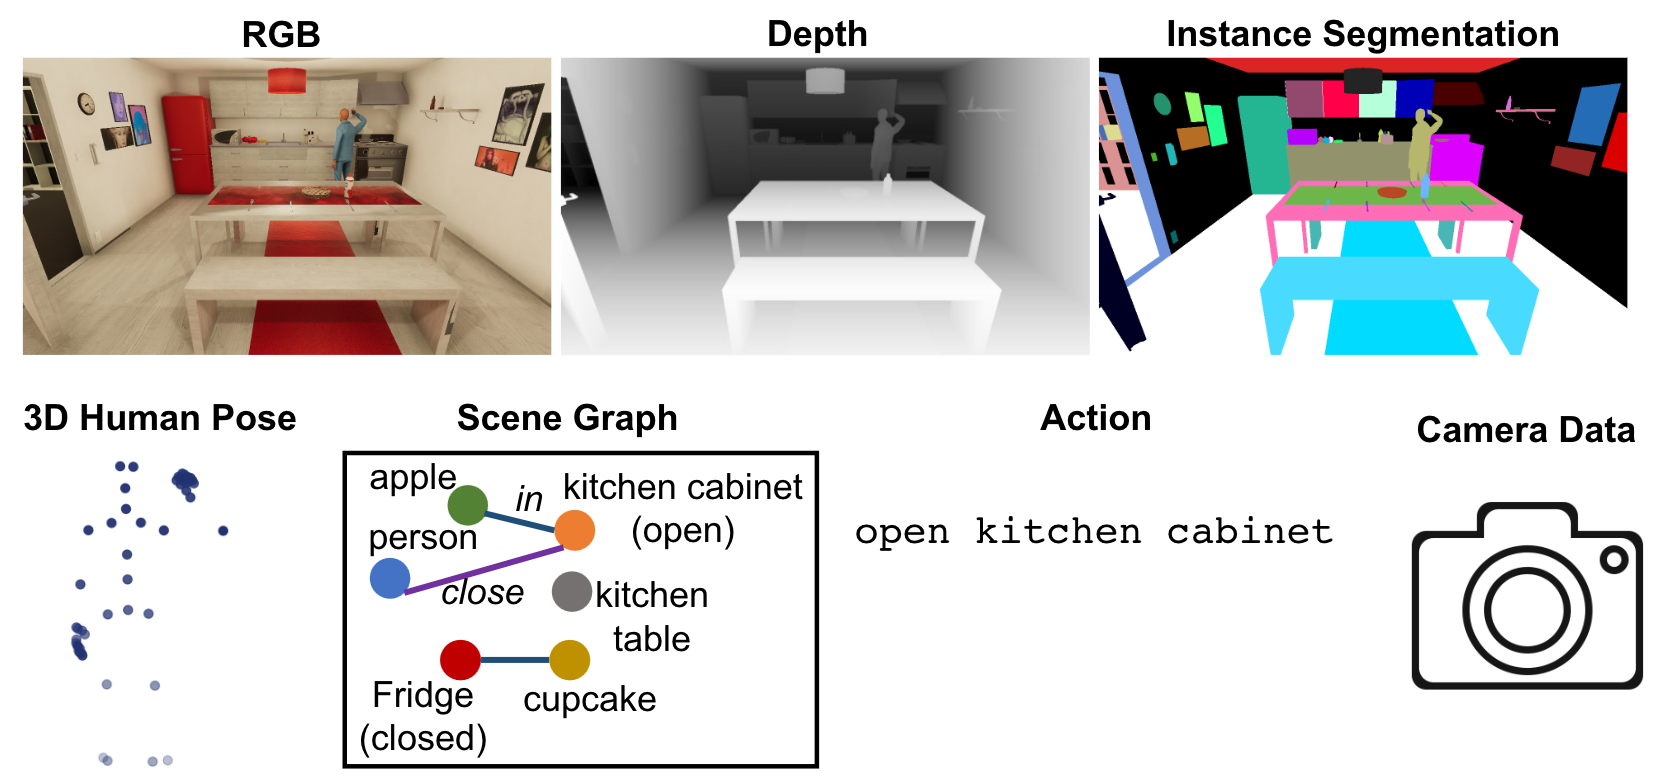 RGB
Depth
Instance Segmentation
3D Human Pose
Scene Graph
Action
Camera Data
apple
in
kitchen cabinet
(open)
person
close
kitchen
table
Fridge
(closed)
cupcake
open kitchen cabinet